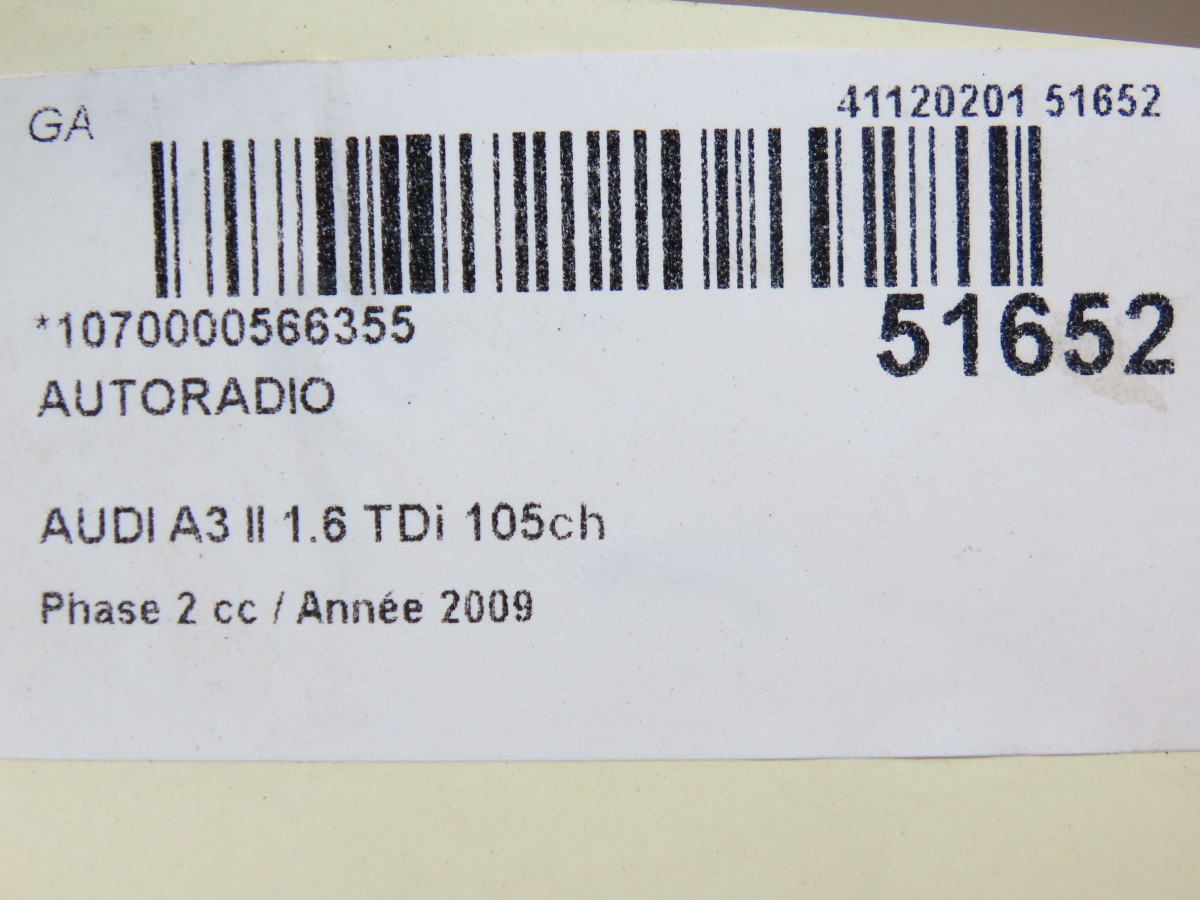 GA
41120201 51652
*1070000566355
51652
AUTORADIO
AUDI A3 II 1.6 TDi 105ch
Phase 2 cc / Année 2009